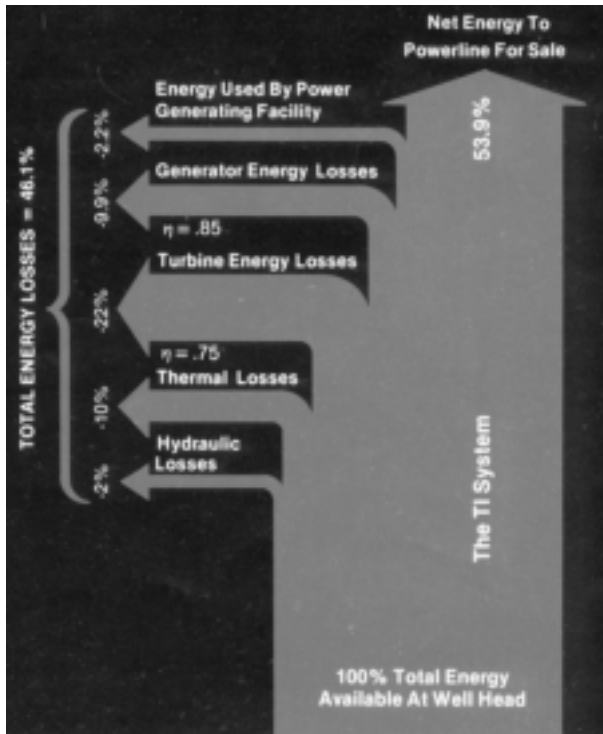 Net Energy To
Powerline For Sale
53.9%
Energy Used By Power
Generating Facility
-2.2%
Generator Energy Losses
-9.9%
η = .85
Turbine Energy Losses
-22%
η = .75
Thermal Losses
-10%
Hydraulic
Losses
-2%
TOTAL ENERGY LOSSES = 46.1%
The TI System
100% Total Energy
Available At Well Head